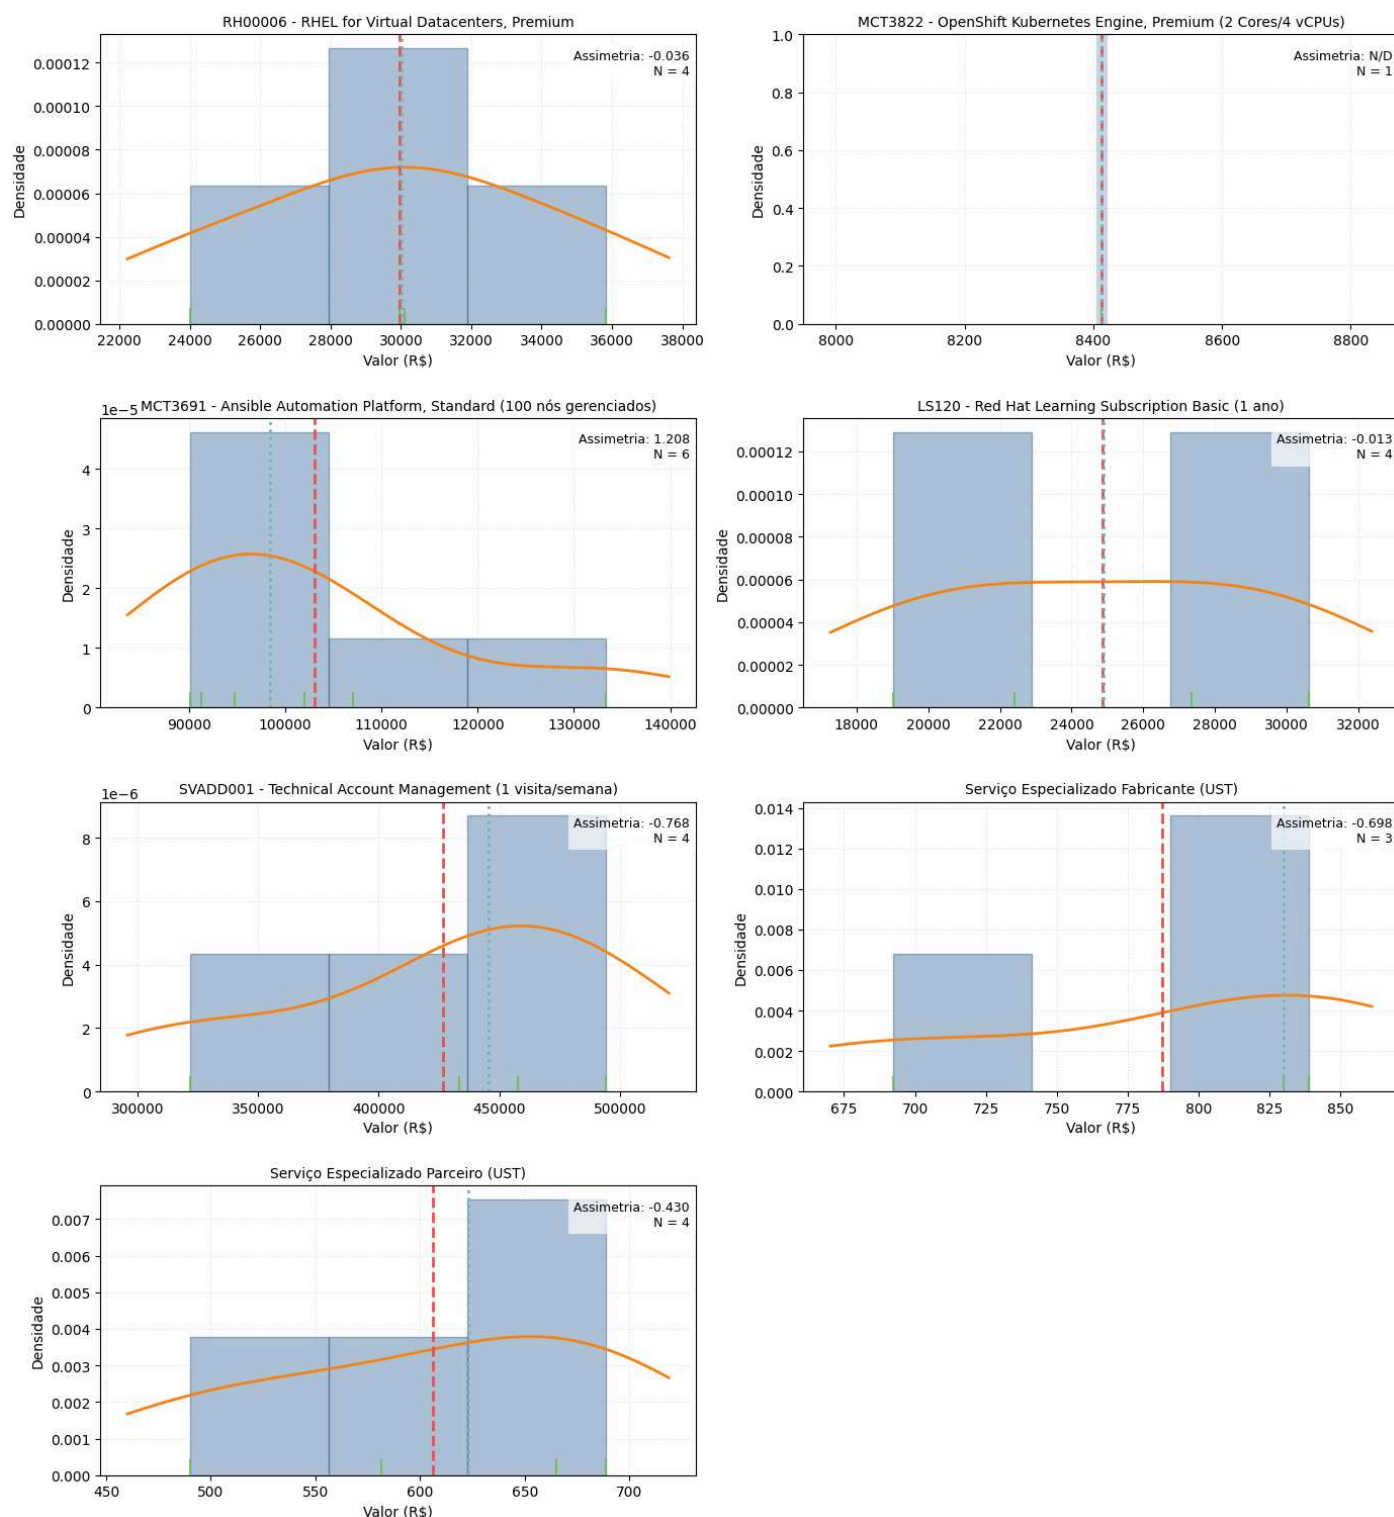 RH00006 - RHEL for Virtual Datacenters, Premium
Assimetria: -0.036
N = 4
0.00012
0.00010
0.00008
0.00006
0.00004
0.00002
0.00000
Densidade
22000 24000 26000 28000 30000 32000 34000 36000 38000
Valor (R$)
MCT3822 - OpenShift Kubernetes Engine, Premium (2 Cores/4 vCPUs)
Assimetria: N/D
N = 1
1.0
0.8
0.6
0.4
0.2
0.0
Densidade
8000 8200 8400 8600 8800
Valor (R$)
1e-5
MCT3691 - Ansible Automation Platform, Standard (100 nós gerenciados)
Assimetria: 1.208
N = 6
4
3
2
1
0
Densidade
90000 100000 110000 120000 130000 140000
Valor (R$)
LS120 - Red Hat Learning Subscription Basic (1 ano)
Assimetria: -0.013
N = 4
0.00012
0.00010
0.00008
0.00006
0.00004
0.00002
0.00000
Densidade
18000 20000 22000 24000 26000 28000 30000 32000
Valor (R$)
1e-6
SVADD001 - Technical Account Management (1 visita/semana)
Assimetria: -0.768
N = 4
8
6
4
2
0
Densidade
300000 350000 400000 450000 500000
Valor (R$)
Serviço Especializado Fabricante (UST)
Assimetria: -0.698
N = 3
0.014
0.012
0.010
0.008
0.006
0.004
0.002
0.000
Densidade
675 700 725 750 775 800 825 850
Valor (R$)
Serviço Especializado Parceiro (UST)
Assimetria: -0.430
N = 4
0.007
0.006
0.005
0.004
0.003
0.002
0.001
0.000
Densidade
450 500 550 600 650 700
Valor (R$)